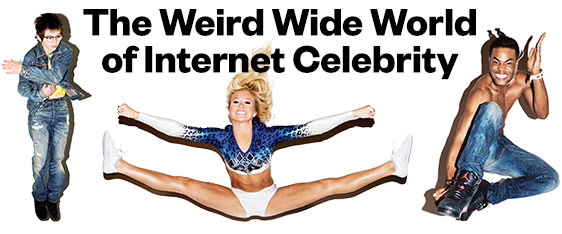 The Weird Wide World
of Internet Celebrity